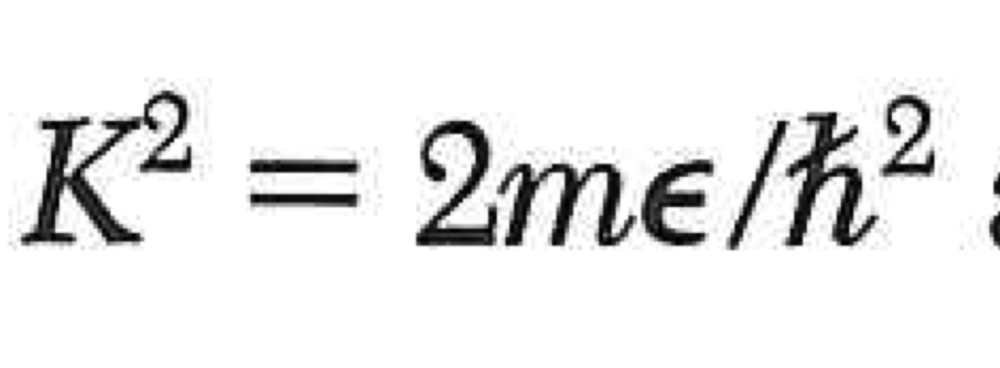 K² = 2mϵ/ℏ²